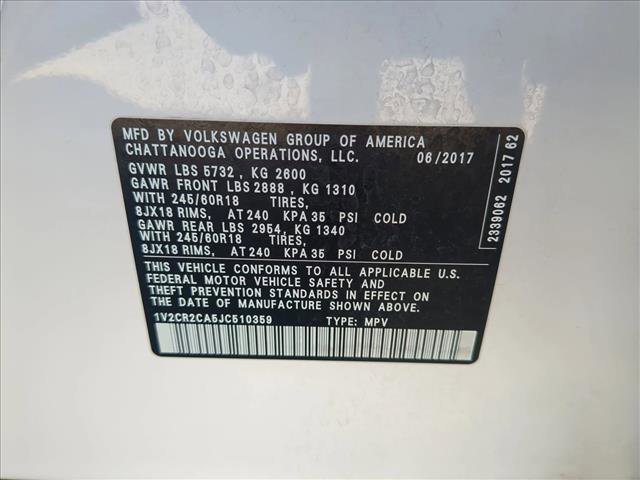 MFD BY VOLKSWAGEN GROUP OF AMERICA
CHATTANOOGA OPERATIONS, LLC. 06/2017
GVWR LBS 5732 , KG 2600
GAWR FRONT LBS 2888 , KG 1310
WITH 245/60R18 TIRES,
8JX18 RIMS, AT 240 KPA 35 PSI COLD
GAWR REAR LBS 2954, KG 1340
WITH 245/60R18 TIRES,
8JX18 RIMS, AT 240 KPA 35 PSI COLD
THIS VEHICLE CONFORMS TO ALL APPLICABLE U.S.
FEDERAL MOTOR VEHICLE SAFETY AND
THEFT PREVENTION STANDARDS IN EFFECT ON
THE DATE OF MANUFACTURE SHOWN ABOVE.
1V2CR2CA5JC510359 TYPE: MPV
2339062 2017 62